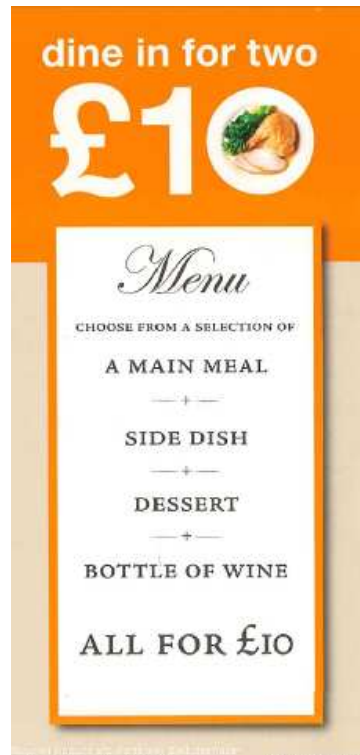 dine in for two
£10
Menu
CHOOSE FROM A SELECTION OF
A MAIN MEAL
+
SIDE DISH
+
DESSERT
+
BOTTLE OF WINE
ALL FOR £10